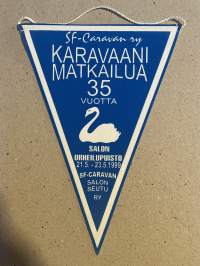 SF-Caravan ry
KARAVAANI
MATKAILUA
35
VUOTTA
SALON
URHEILUPUISTO
21.5. - 23.5.1999
SF-CARAVAN
SALON
SEUTU
RY